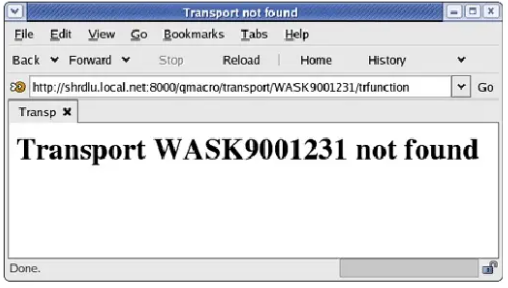 Transport not found
File Edit View Go Bookmarks Tabs Help
Back Forward Stop Reload Home History
http://shrdlu.local.net:8000/qmacro/transport/WASK9001231/trfunction Go
Transp
Transport WASK9001231 not found
Done.